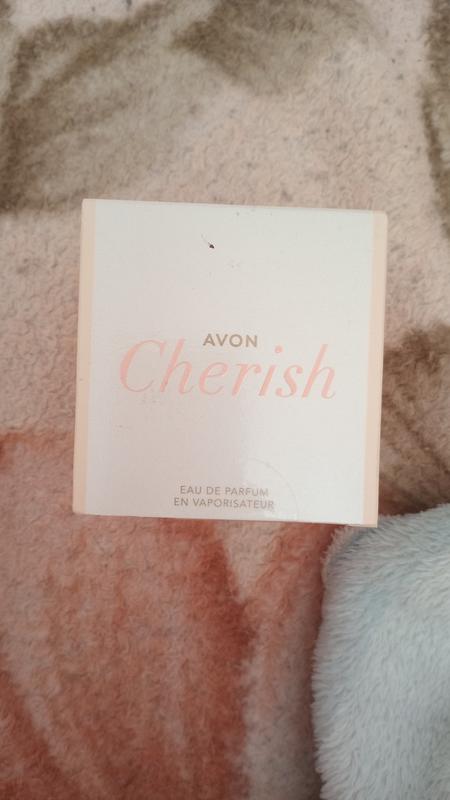 AVON
Cherish
EAU DE PARFUM
EN VAPORISATEUR